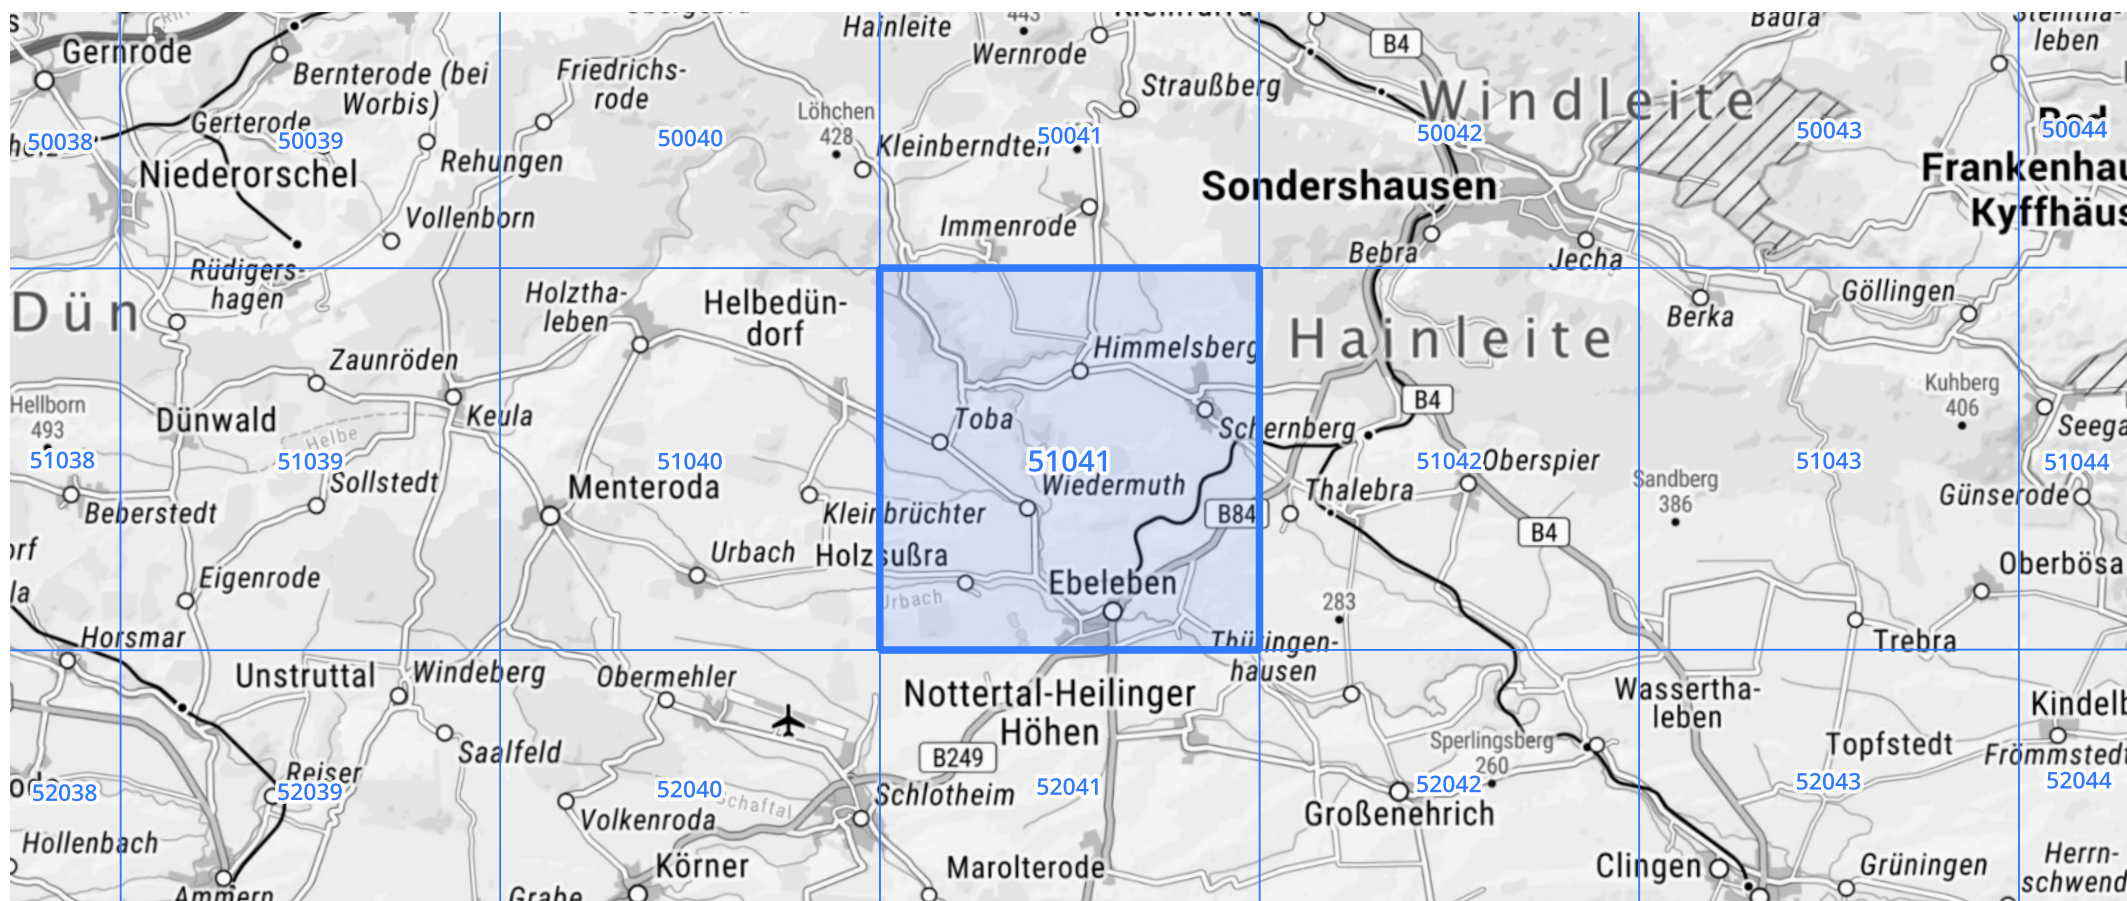 Hainleite
443
Badra
leben
Gernrode
Wernrode
B4
Bernterode (bei
Worbis)
Friedrichs-
rode
Straußberg
Windleite
Löhchen
428
Gerterode
50038
50039
50040
50041
50042
50043
50044
Bad
Kleinberndten
Niederorschel
Rehungen
Sondershausen
Frankenhau
Kyffhäus
Vollenborn
Immenrode
Bebra
Jecha
Rüdigers-
hagen
Dün
Holztha-
leben
Helbedün-
dorf
Göllingen
Berka
Himmelsberg
Hainleite
Zaunröden
Kuhberg
406
Hellborn
493
Dünwald
Keula
Toba
Schernberg
B4
Seega
Helbe
51038
51039
51040
51041
51042
51043
51044
Oberspier
Sollstedt
Menteroda
Wiedermuth
Thalebra
Sandberg
386
Günserode
Beberstedt
Kleinbrüchter
B84
B4
orf
Urbach
Holzsußra
Oberbösa
Eigenrode
la
Ebeleben
Urbach
283
Horsmar
Thüringen-
hausen
Trebra
Unstruttal
Windeberg
Obermehler
Nottertal-Heilinger
Höhen
Wassertha-
leben
Kindelb
Saalfeld
B249
Sperlingsberg
260
Topfstedt
Frömmstedt
Reiser
52038
52039
52040
52041
52042
52043
52044
Schaftal
Schlotheim
Volkenroda
Großenehrich
Hollenbach
Körner
Marolterode
Clingen
Grüningen
Herrn-
schwend
Ammern
Grabe